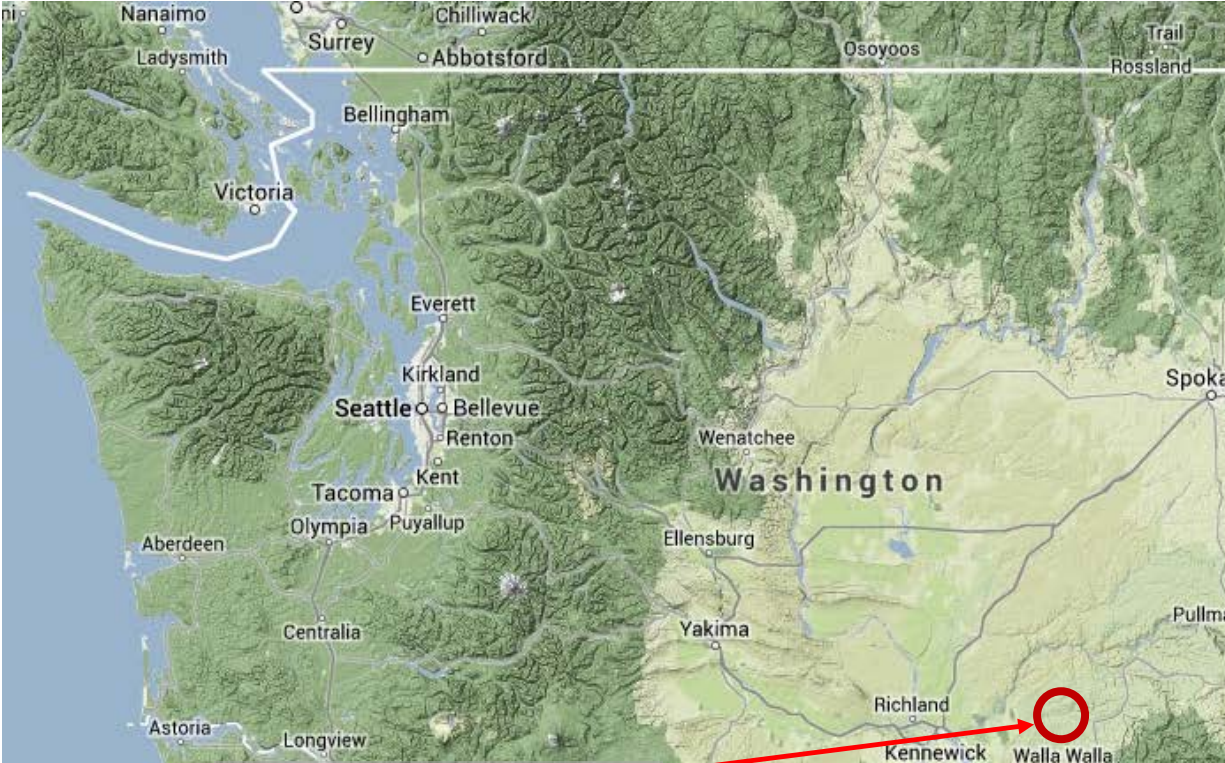 ni
Nanaimo
Chilliwack
Surrey
Trail
Ladysmith
Abbotsford
Osoyoos
Rossland
Bellingham
Victoria
Everett
Kirkland
Spoka
Seattle
Bellevue
Renton
Wenatchee
Kent
Washington
Tacoma
Olympia
Puyallup
Aberdeen
Ellensburg
Pullma
Centralia
Yakima
Richland
Astoria
Longview
Kennewick
Walla Walla